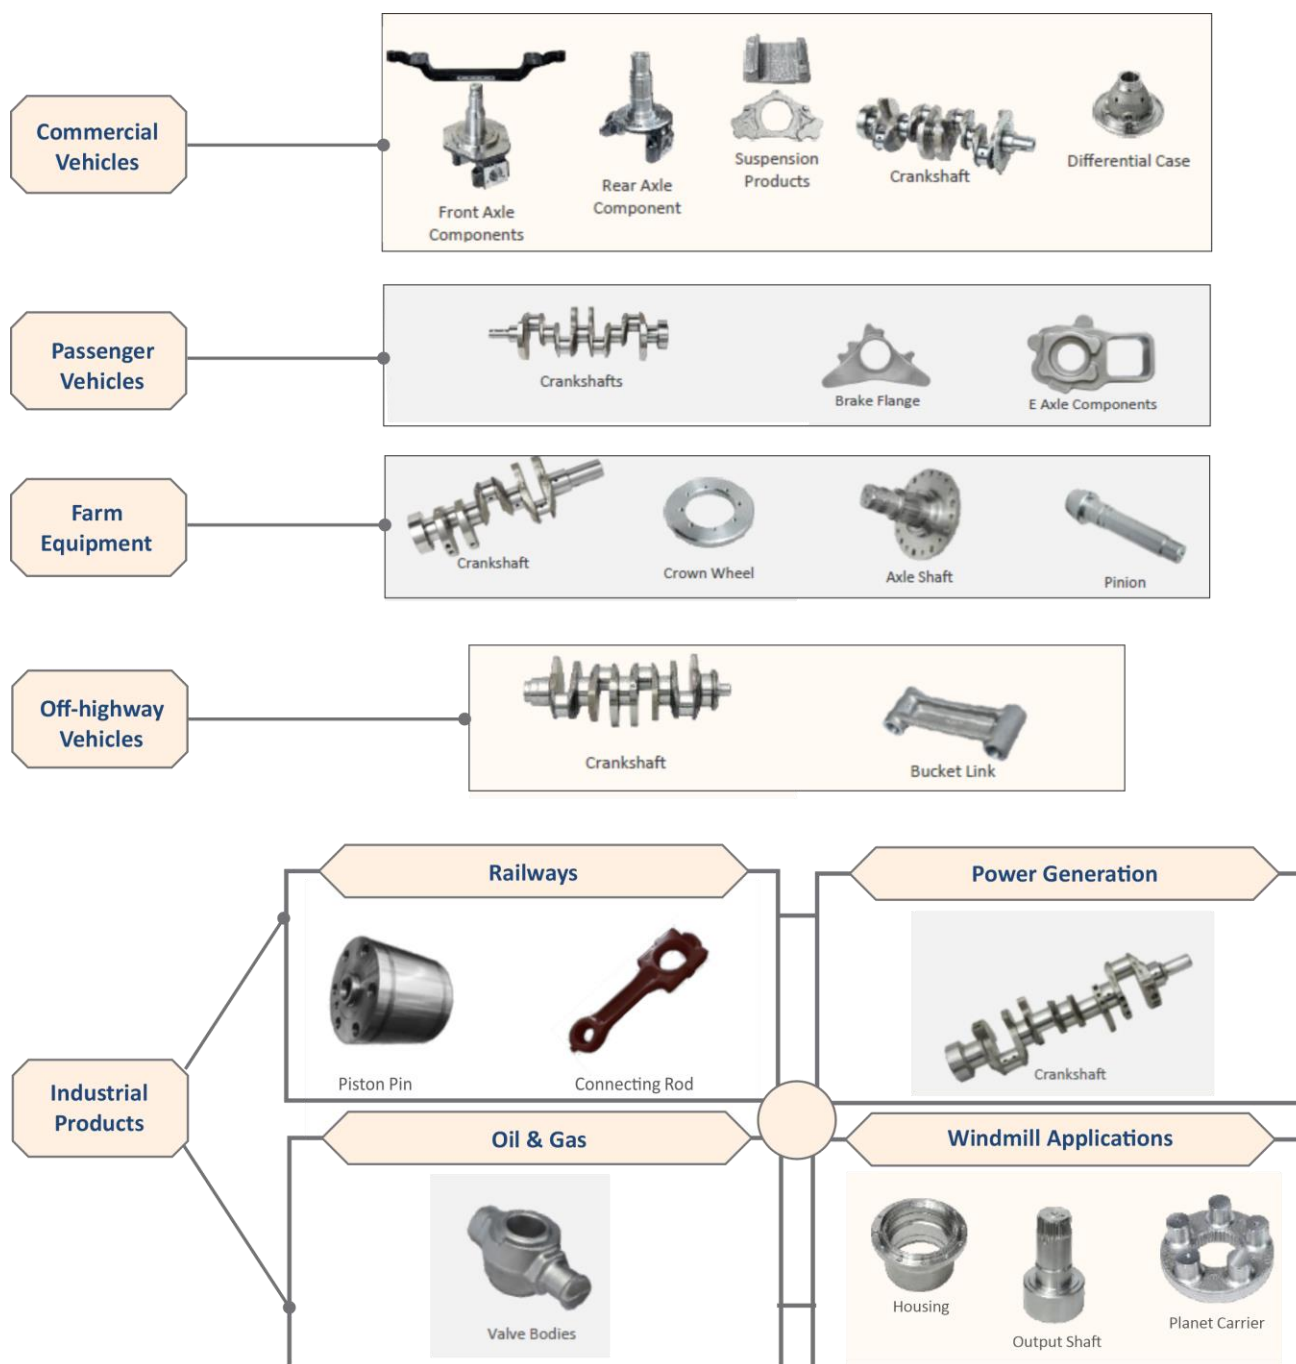 Commercial
Vehicles
Front Axle
Components
Rear Axle
Component
Suspension
Products
Crankshaft
Differential Case
Passenger
Vehicles
Crankshafts
Brake Flange
E Axle Components
Farm
Equipment
Crankshaft
Crown Wheel
Axle Shaft
Pinion
Off-highway
Vehicles
Crankshaft
Bucket Link
Industrial
Products
Railways
Piston Pin
Connecting Rod
Power Generation
Crankshaft
Oil & Gas
Valve Bodies
Windmill Applications
Housing
Output Shaft
Planet Carrier